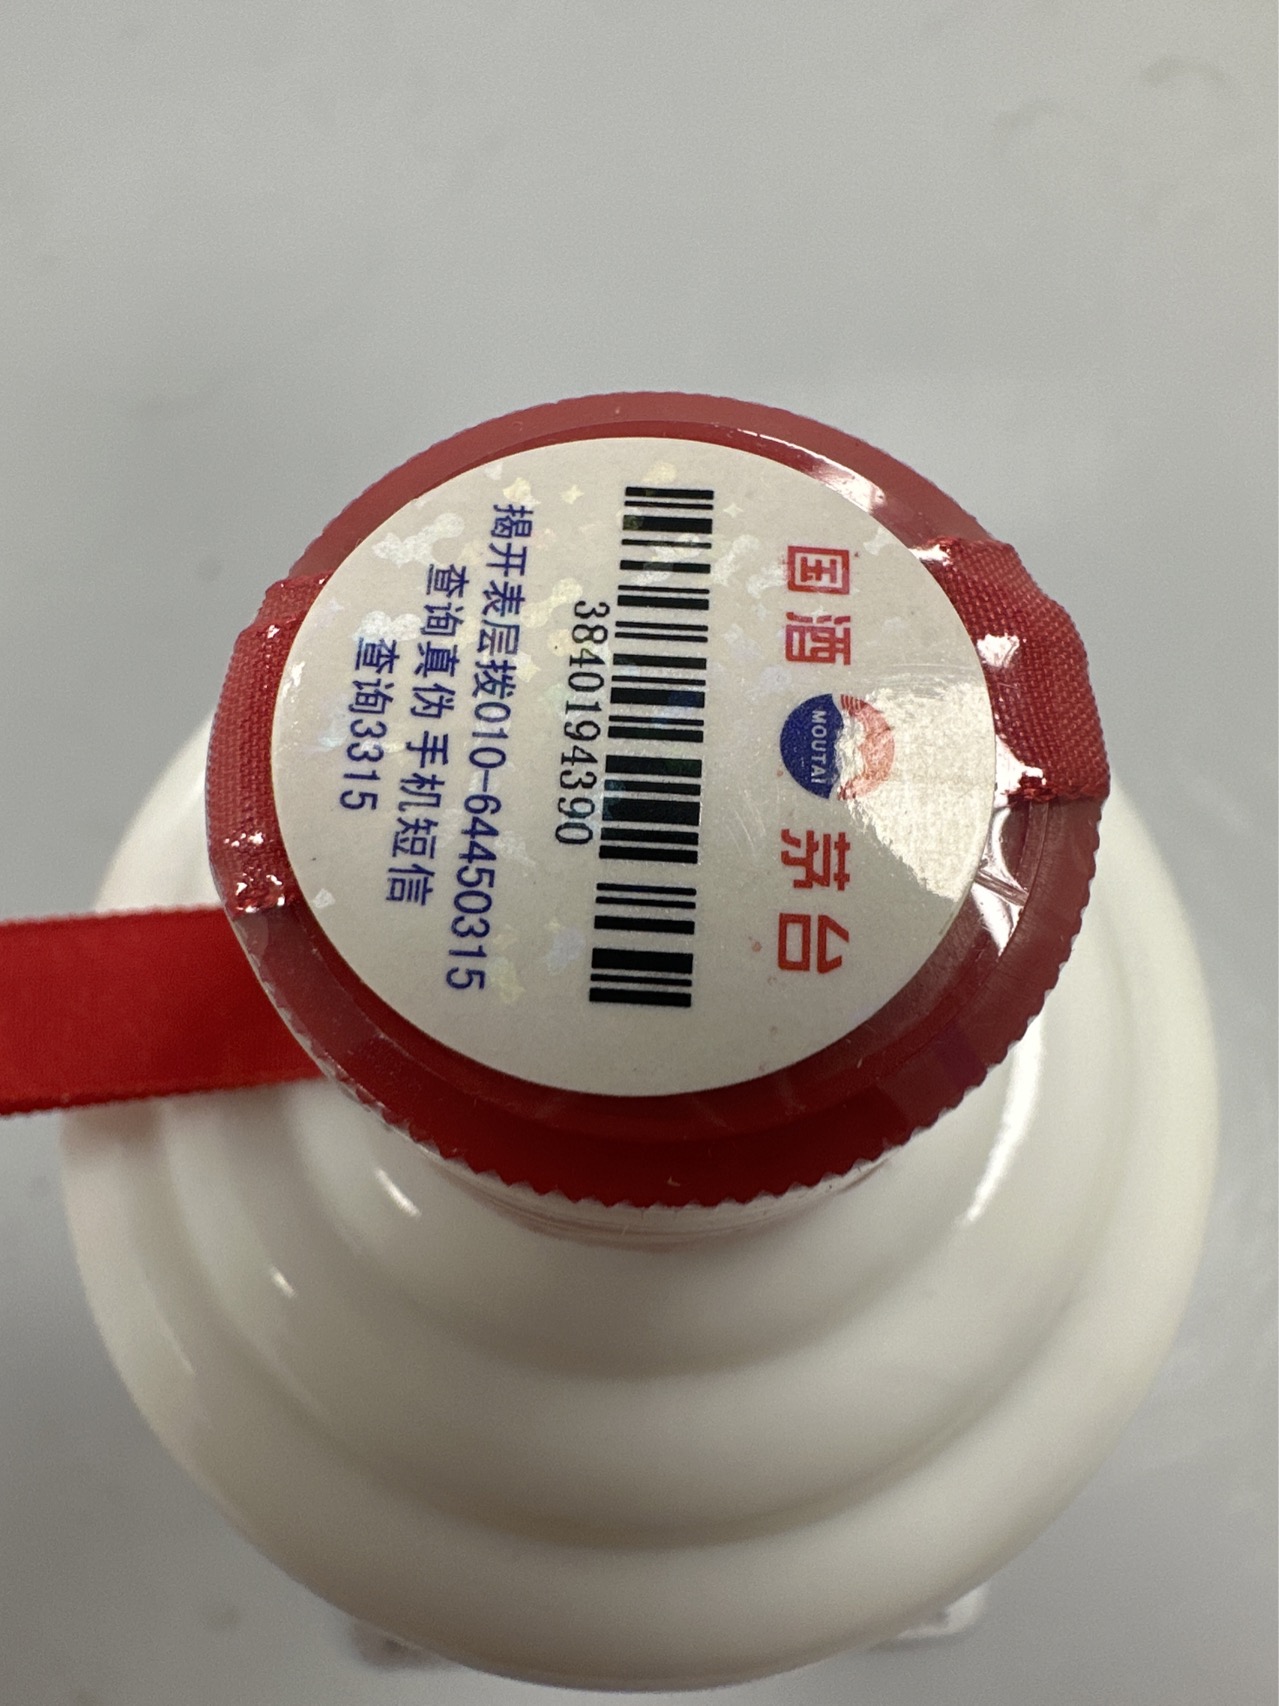 国酒 MOUTAI 茅台
3840194390
揭开表层拨010-64450315
查询真伪 手机短信
查询3315